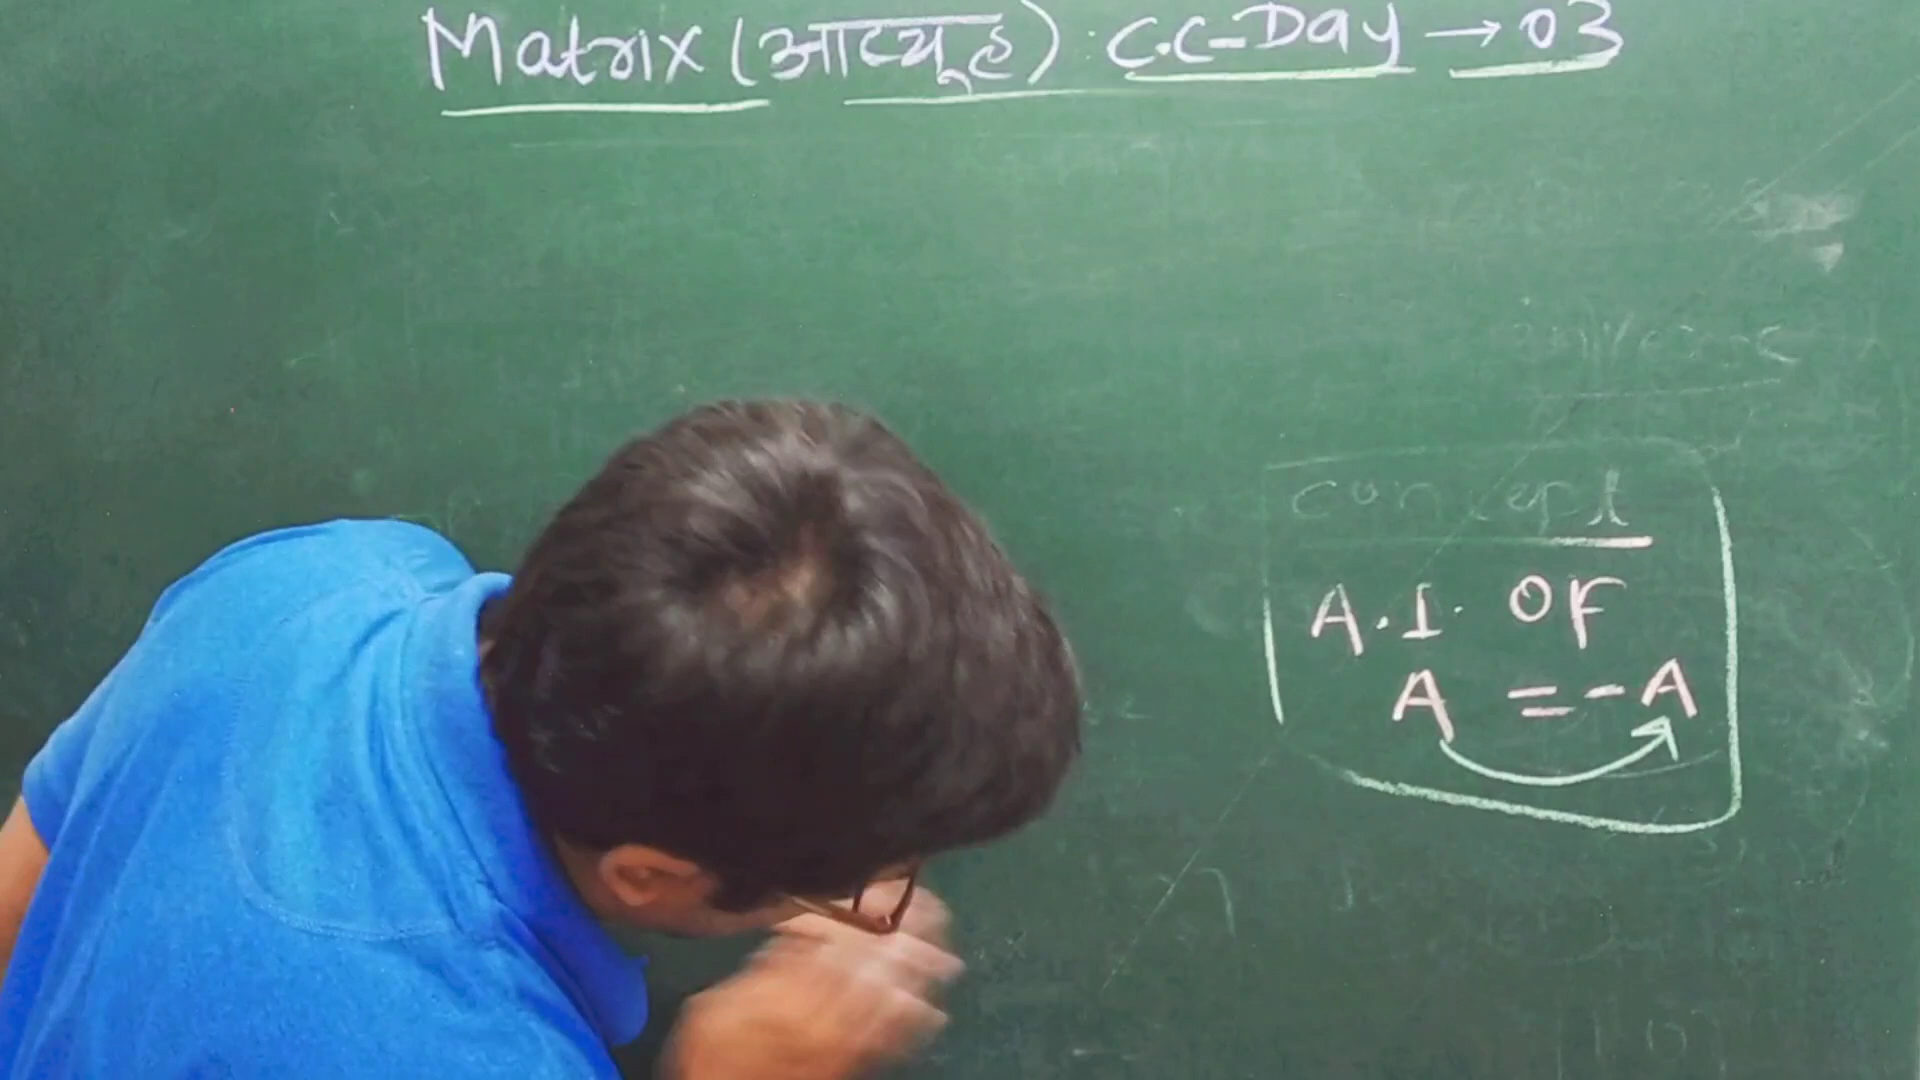 Matrix (आव्यूह) : C.C-Day → 03
concept
A.I. OF
A = -A